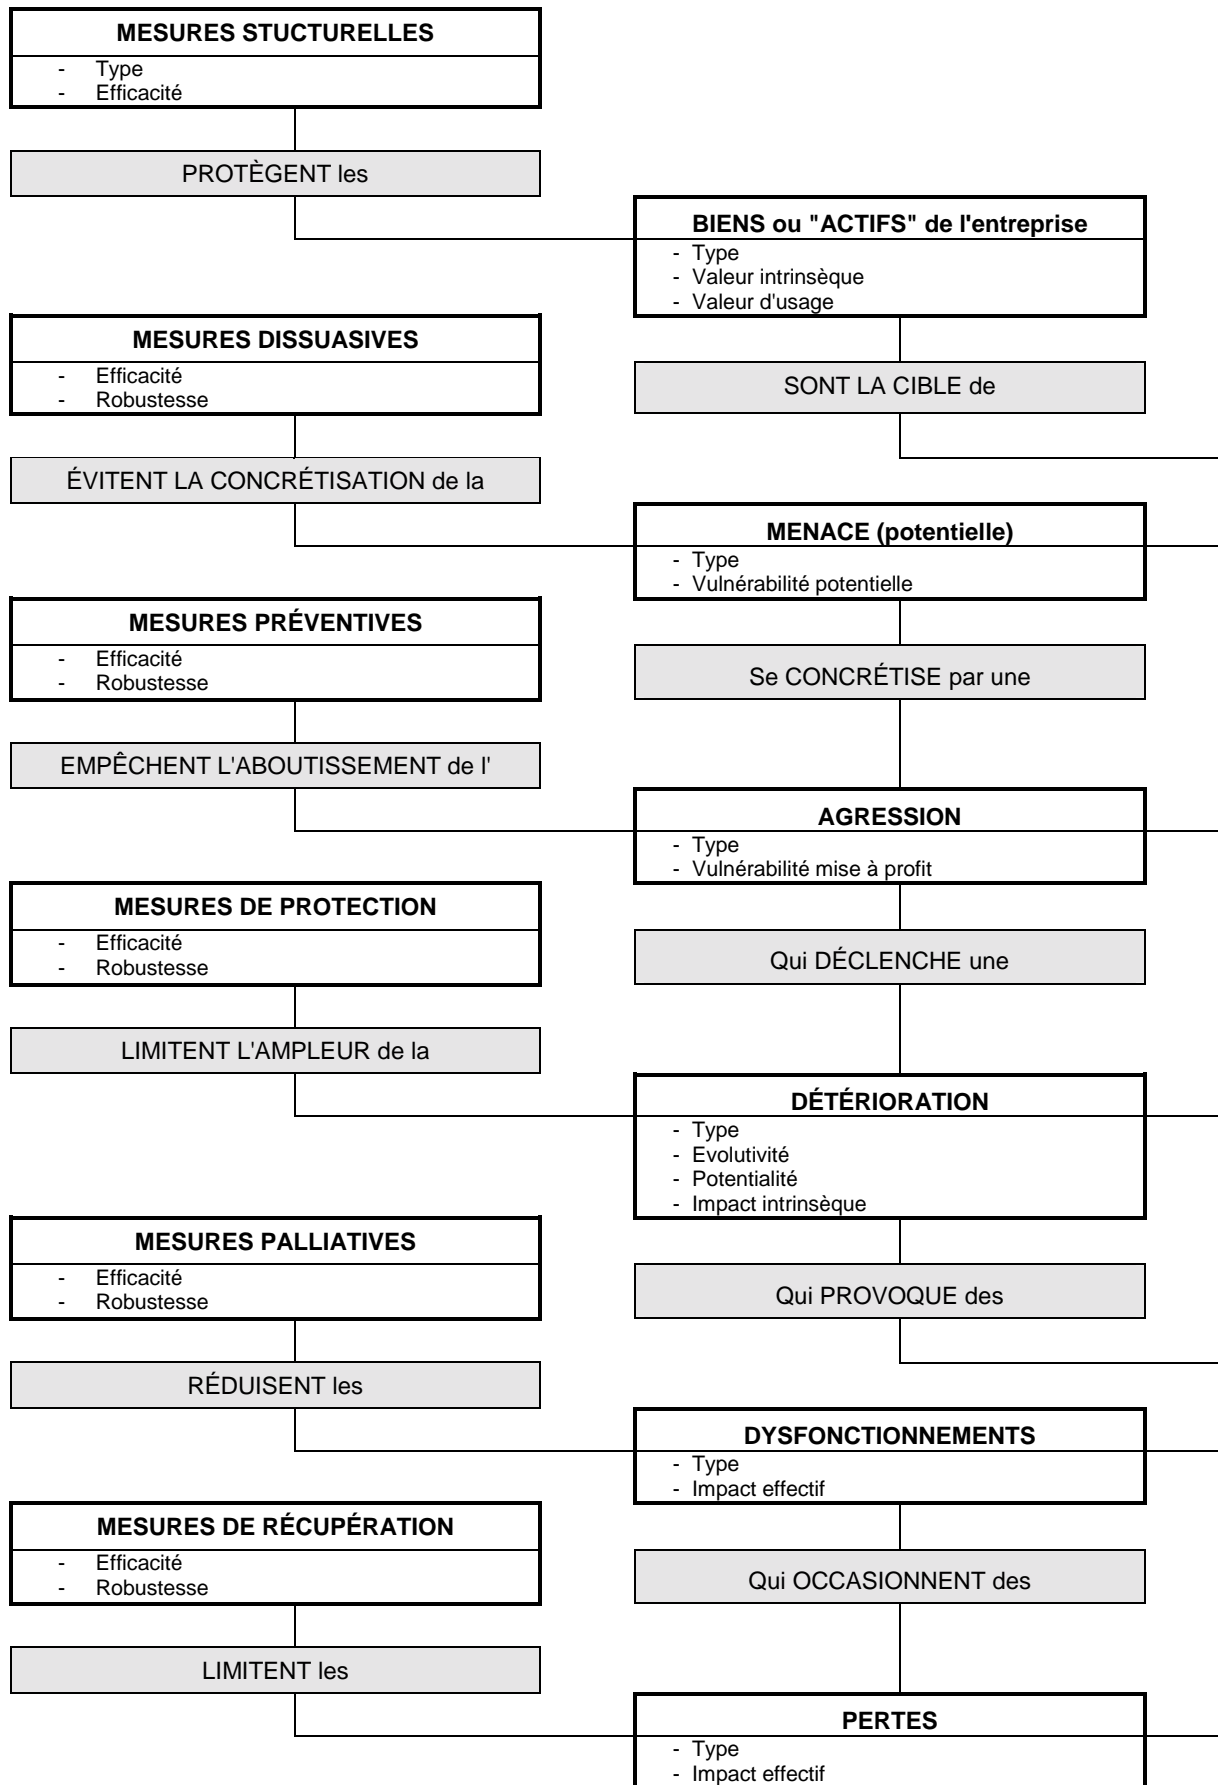 MESURES STUCTURELLES
- Type
- Efficacité
PROTÈGENT les
BIENS ou "ACTIFS" de l'entreprise
- Type
- Valeur intrinsèque
- Valeur d'usage
MESURES DISSUASIVES
- Efficacité
- Robustesse
SONT LA CIBLE de
ÉVITENT LA CONCRÉTISATION de la
MENACE (potentielle)
- Type
- Vulnérabilité potentielle
MESURES PRÉVENTIVES
- Efficacité
- Robustesse
Se CONCRÉTISE par une
EMPÊCHENT L'ABOUTISSEMENT de l'
AGRESSION
- Type
- Vulnérabilité mise à profit
MESURES DE PROTECTION
- Efficacité
- Robustesse
Qui DÉCLENCHE une
LIMITENT L'AMPLEUR de la
DÉTÉRIORATION
- Type
- Evolutivité
- Potentialité
- Impact intrinsèque
MESURES PALLIATIVES
- Efficacité
- Robustesse
Qui PROVOQUE des
RÉDUISENT les
DYSFONCTIONNEMENTS
- Type
- Impact effectif
MESURES DE RÉCUPÉRATION
- Efficacité
- Robustesse
Qui OCCASIONNENT des
LIMITENT les
PERTES
- Type
- Impact effectif